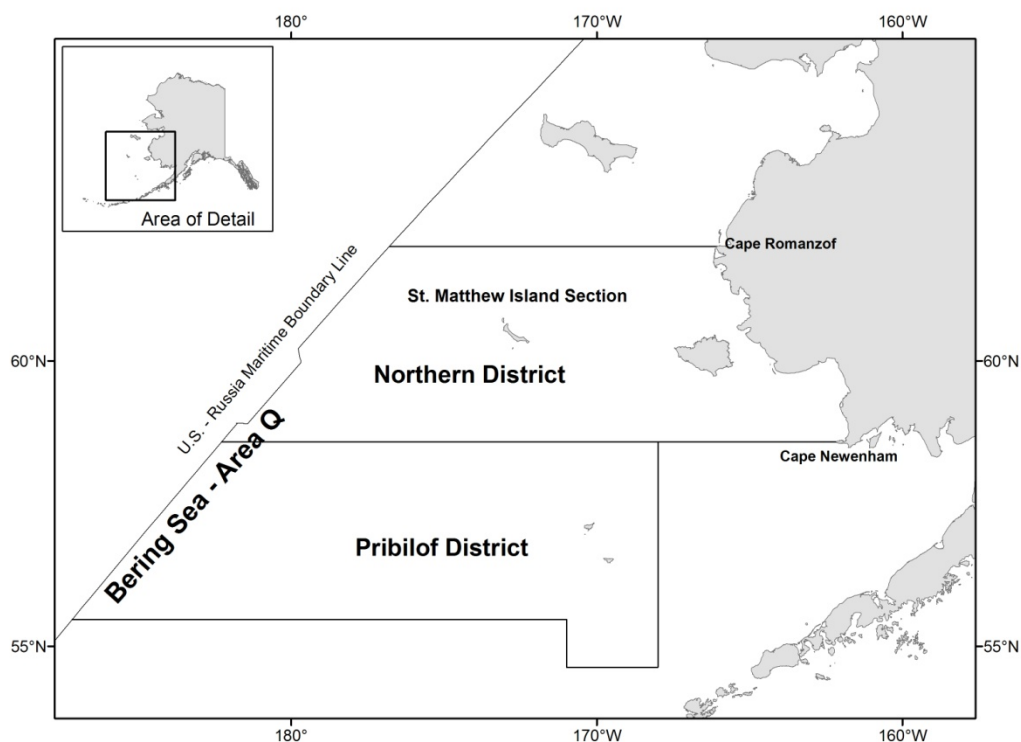 180°
170°W
160°W
Area of Detail
Cape Romanzof
St. Matthew Island Section
U.S. - Russia Maritime Boundary Line
60°N
60°N
Northern District
Bering Sea - Area Q
Cape Newenham
Pribilof District
55°N
55°N
180°
170°W
160°W